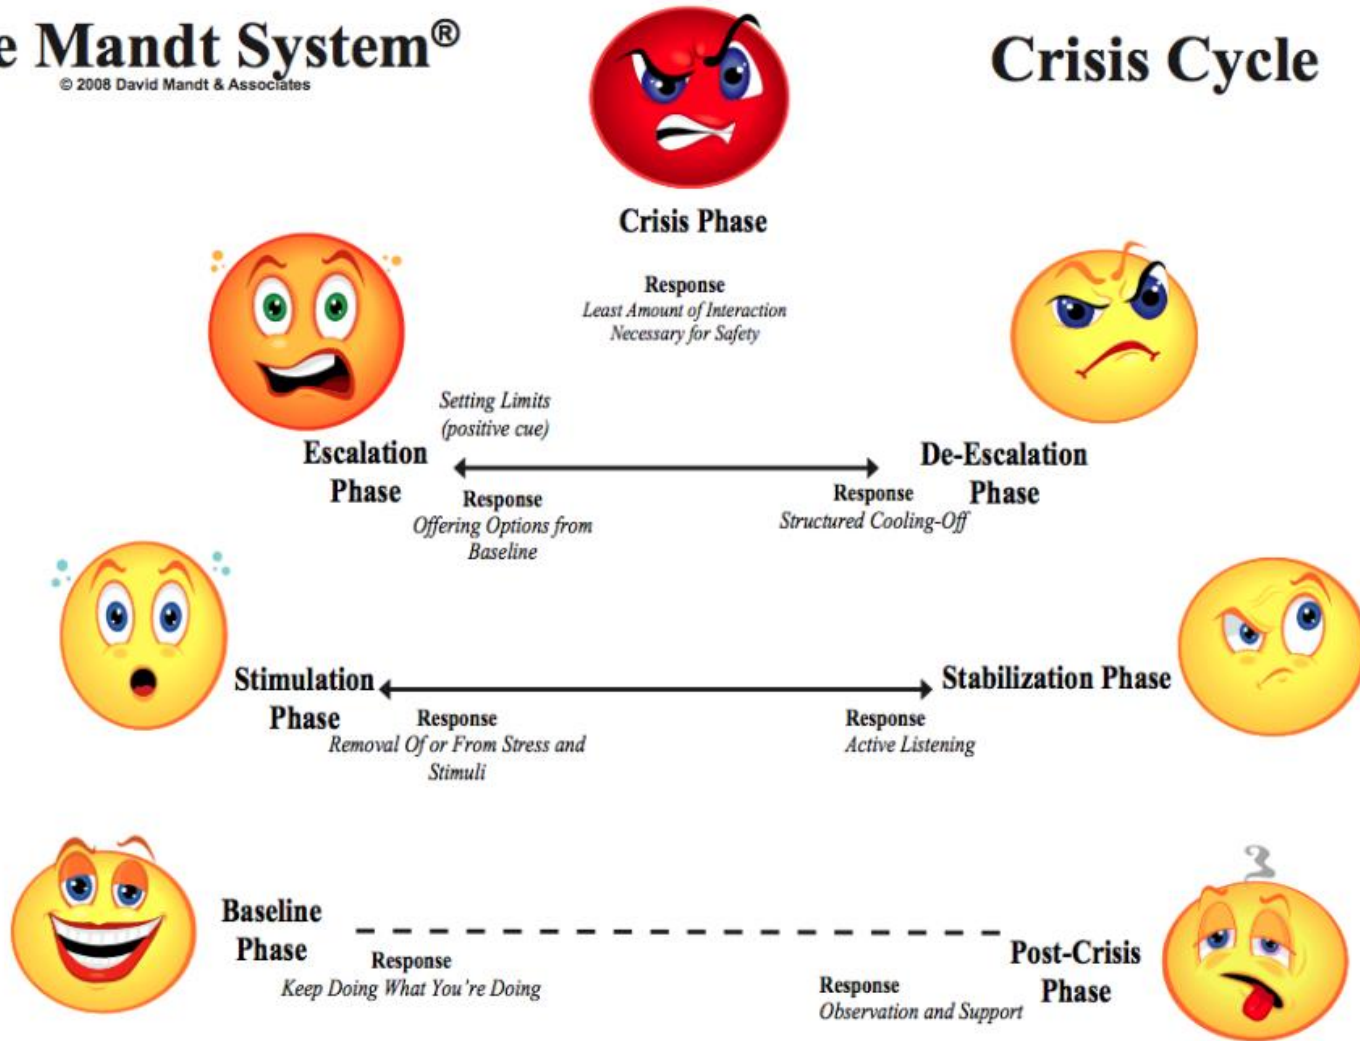 e Mandt System®
© 2008 David Mandt & Associates
Crisis Cycle
Crisis Phase
Response
Least Amount of Interaction
Necessary for Safety
Setting Limits
(positive cue)
Escalation
Phase
Response
Offering Options from
Baseline
De-Escalation
Phase
Response
Structured Cooling-Off
Stimulation
Phase
Response
Removal Of or From Stress and
Stimuli
Stabilization Phase
Response
Active Listening
Baseline
Phase
Response
Keep Doing What You're Doing
Post-Crisis
Phase
Response
Observation and Support